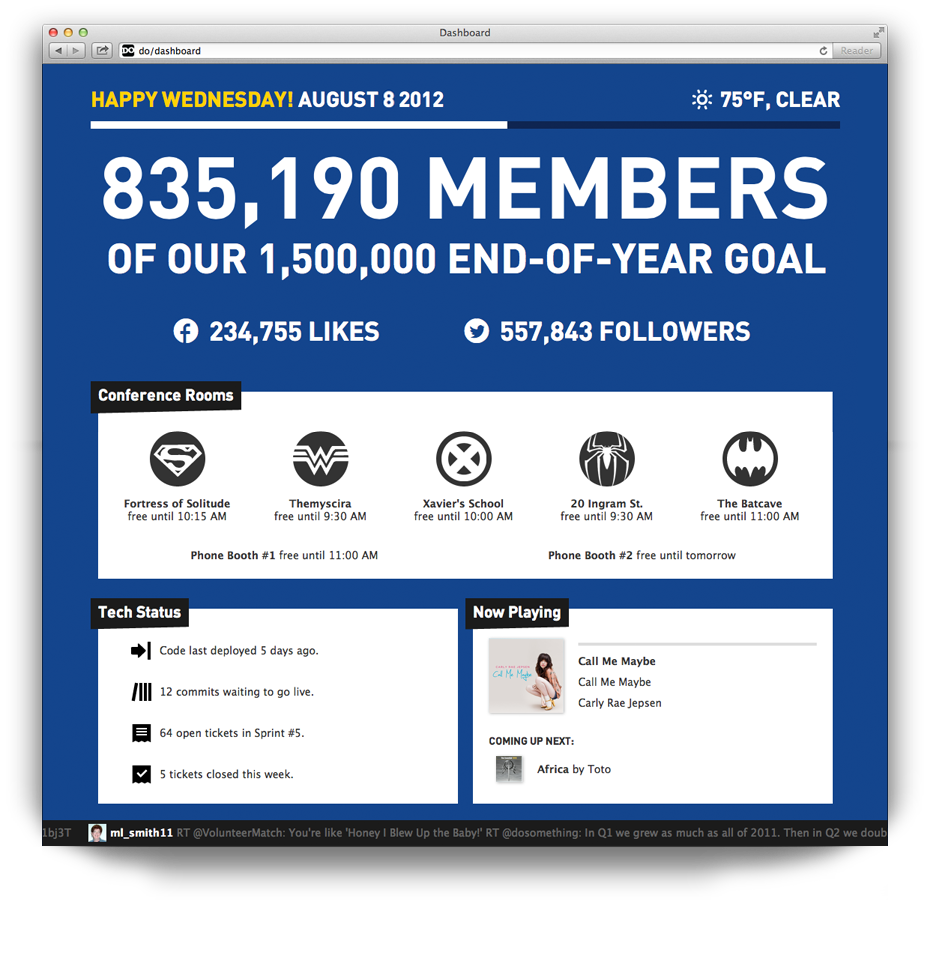 Dashboard
DO do/dashboard
Reader
HAPPY WEDNESDAY! AUGUST 8 2012
75°F, CLEAR
835,190 MEMBERS
OF OUR 1,500,000 END-OF-YEAR GOAL
234,755 LIKES
557,843 FOLLOWERS
Conference Rooms
Fortress of Solitude
free until 10:15 AM
Themyscira
free until 9:30 AM
Xavier's School
free until 10:00 AM
20 Ingram St.
free until 9:30 AM
The Batcave
free until 11:00 AM
Phone Booth #1 free until 11:00 AM
Phone Booth #2 free until tomorrow
Tech Status
Code last deployed 5 days ago.
12 commits waiting to go live.
64 open tickets in Sprint #5.
5 tickets closed this week.
Now Playing
CARLY RAE JEPSEN
Call Me Maybe
Call Me Maybe
Call Me Maybe
Carly Rae Jepsen
COMING UP NEXT:
Africa by Toto
1bj3T
ml_smith11 RT @VolunteerMatch: You're like 'Honey I Blew Up the Baby!' RT @dosomething: In Q1 we grew as much as all of 2011. Then in Q2 we doub